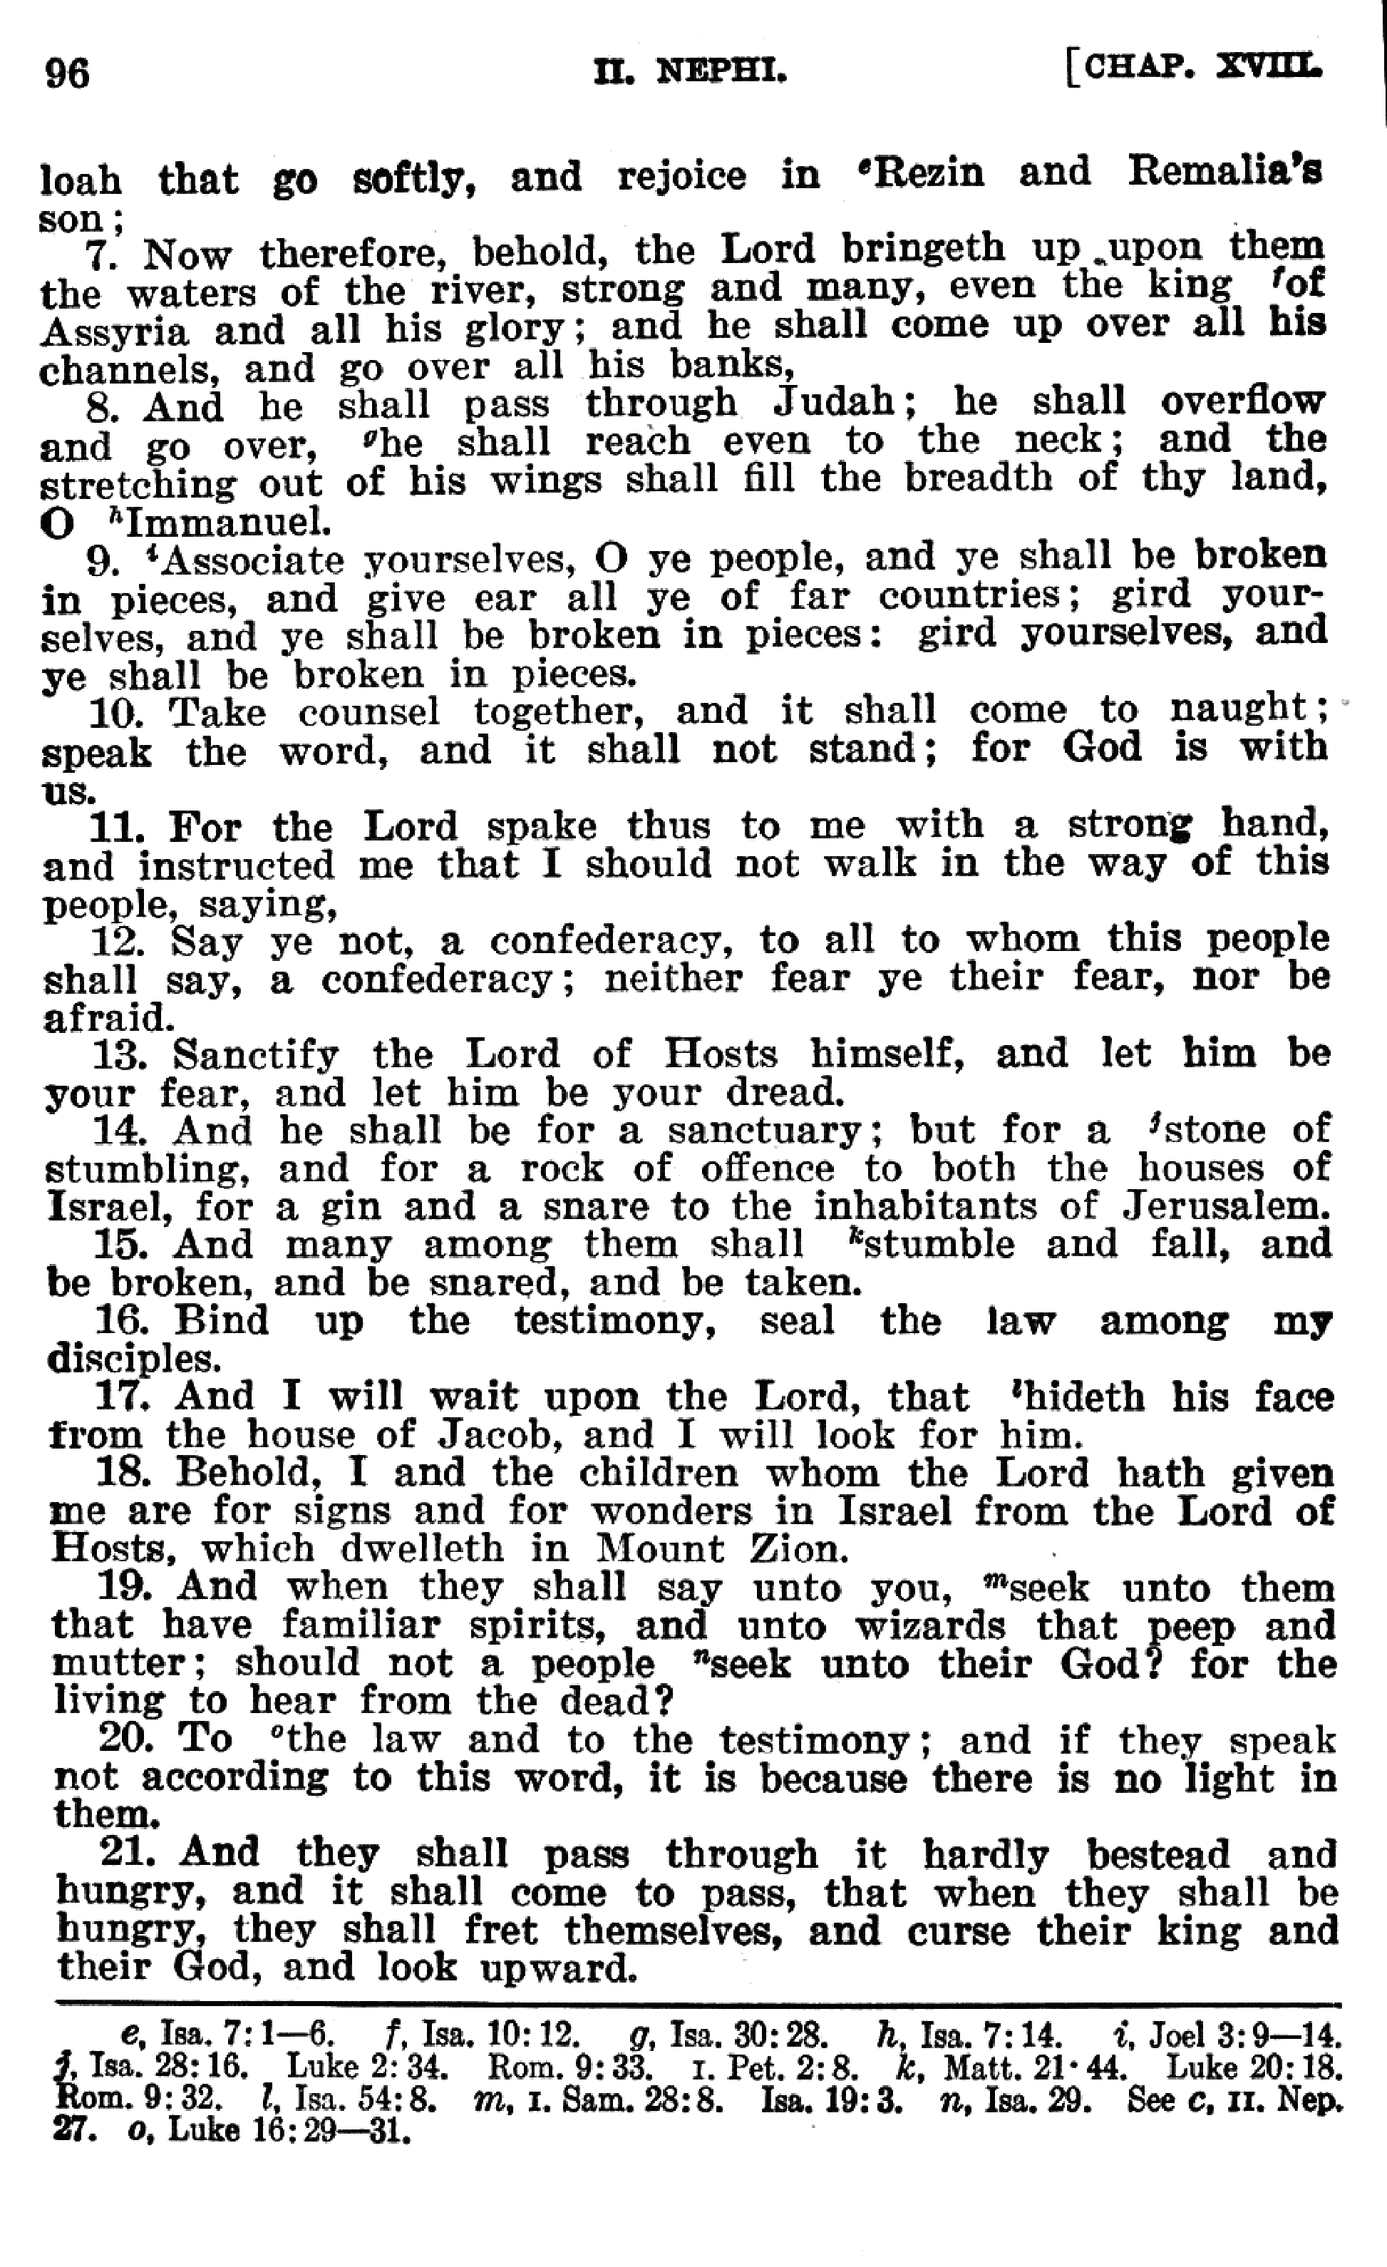 96 II. NEPHI. [CHAP. XVIII.
loah that go softly, and rejoice in eRezin and Remalia's
son;
7. Now therefore, behold, the Lord bringeth up upon them
the waters of the river, strong and many, even the king fof
Assyria and all his glory; and he shall come up over all his
channels, and go over all his banks,
8. And he shall pass through Judah; he shall overflow
and go over, ghe shall reach even to the neck; and the
stretching out of his wings shall fill the breadth of thy land,
O hImmanuel.
9. iAssociate yourselves, O ye people, and ye shall be broken
in pieces, and give ear all ye of far countries; gird your-
selves, and ye shall be broken in pieces: gird yourselves, and
ye shall be broken in pieces.
10. Take counsel together, and it shall come to naught;
speak the word, and it shall not stand; for God is with
us.
11. For the Lord spake thus to me with a strong hand,
and instructed me that I should not walk in the way of this
people, saying,
12. Say ye not, a confederacy, to all to whom this people
shall say, a confederacy; neither fear ye their fear, nor be
afraid.
13. Sanctify the Lord of Hosts himself, and let him be
your fear, and let him be your dread.
14. And he shall be for a sanctuary; but for a jstone of
stumbling, and for a rock of offence to both the houses of
Israel, for a gin and a snare to the inhabitants of Jerusalem.
15. And many among them shall kstumble and fall, and
be broken, and be snared, and be taken.
16. Bind up the testimony, seal the law among my
disciples.
17. And I will wait upon the Lord, that lhideth his face
from the house of Jacob, and I will look for him.
18. Behold, I and the children whom the Lord hath given
me are for signs and for wonders in Israel from the Lord of
Hosts, which dwelleth in Mount Zion.
19. And when they shall say unto you, mseek unto them
that have familiar spirits, and unto wizards that peep and
mutter; should not a people nseek unto their God? for the
living to hear from the dead?
20. To othe law and to the testimony; and if they speak
not according to this word, it is because there is no light in
them.
21. And they shall pass through it hardly bestead and
hungry, and it shall come to pass, that when they shall be
hungry, they shall fret themselves, and curse their king and
their God, and look upward.
e, Isa. 7:1—6. f, Isa. 10:12. g, Isa. 30:28. h, Isa. 7:14. i, Joel 3:9—14.
j, Isa. 28:16. Luke 2:34. Rom. 9:33. I. Pet. 2:8. k, Matt. 21:44. Luke 20:18.
Rom. 9:32. l, Isa. 54:8. m, I. Sam. 28:8. Isa. 19:3. n, Isa. 29. See c, II. Nep.
27. o, Luke 16:29—31.